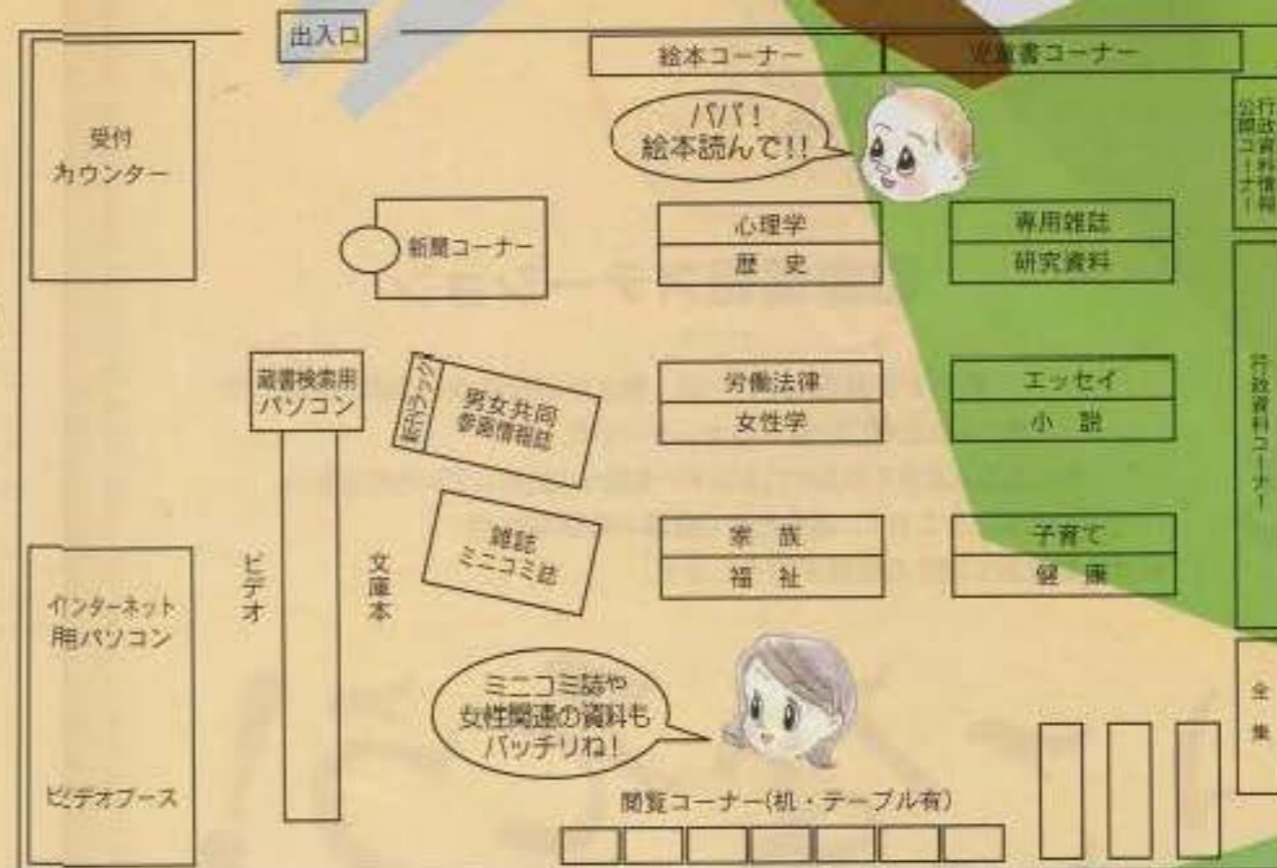 出入口
絵本コーナー
児童書コーナー
受付
カウンター
パパ!
絵本読んで!!
行政資料情報
公開コーナー
新聞コーナー
心理学
歴 史
専用雑誌
研究資料
蔵書検索用
パソコン
新刊ラック
男女共同
参画情報誌
労働法律
女性学
エッセイ
小 説
行政資料コーナー
雑誌
ミニコミ誌
家 族
福 祉
子育て
健 康
ビデオ
文庫本
インターネット
用パソコン
ミニコミ誌や
女性関連の資料も
バッチリね!
全集
ビデオブース
閲覧コーナー(机・テーブル有)